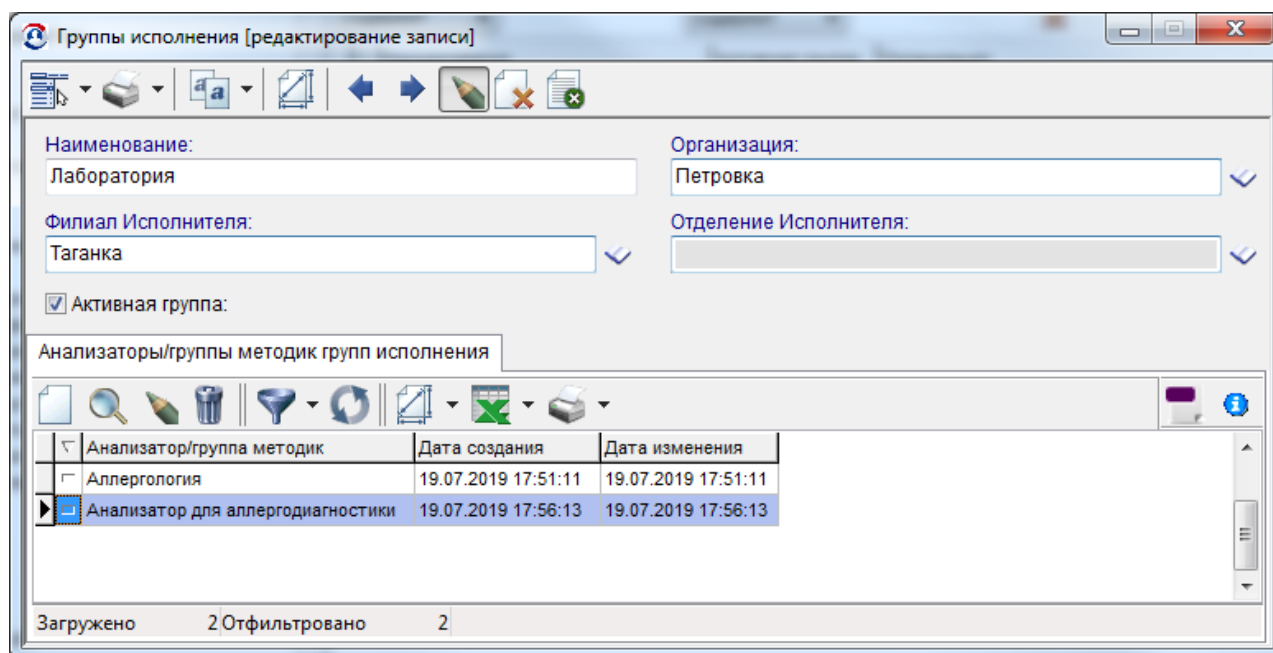 Группы исполнения [редактирование записи]
Наименование: Организация:
Лаборатория Петровка
Филиал Исполнителя: Отделение Исполнителя:
Таганка
Активная группа:
Анализаторы/группы методик групп исполнения
Анализатор/группа методик Дата создания Дата изменения
Аллергология 19.07.2019 17:51:11 19.07.2019 17:51:11
Анализатор для аллергодиагностики 19.07.2019 17:56:13 19.07.2019 17:56:13
Загружено 2 Отфильтровано 2